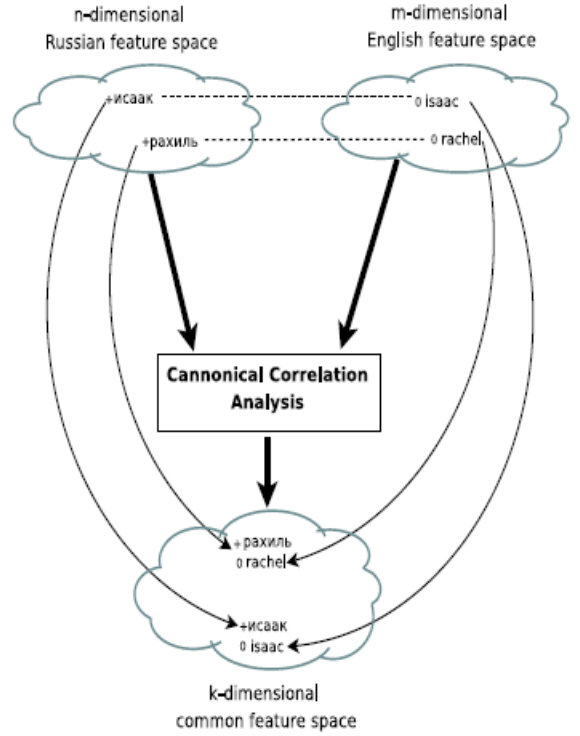 n-dimensional
Russian feature space
m-dimensional
English feature space
+исаак
0 isaac
+рахиль
0 rachel
Cannonical Correlation
Analysis
+рахиль
0 rachel
+исаак
0 isaac
k-dimensional
common feature space